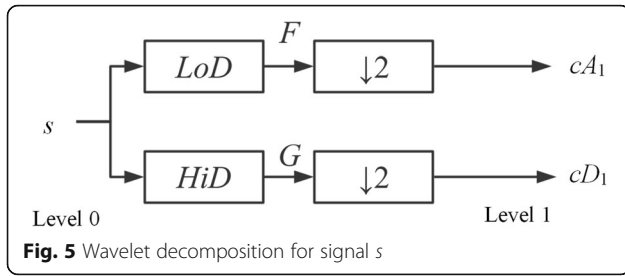 F
LoD
↓2
cA₁
s
G
HiD
↓2
cD₁
Level 0
Level 1
Fig. 5 Wavelet decomposition for signal s